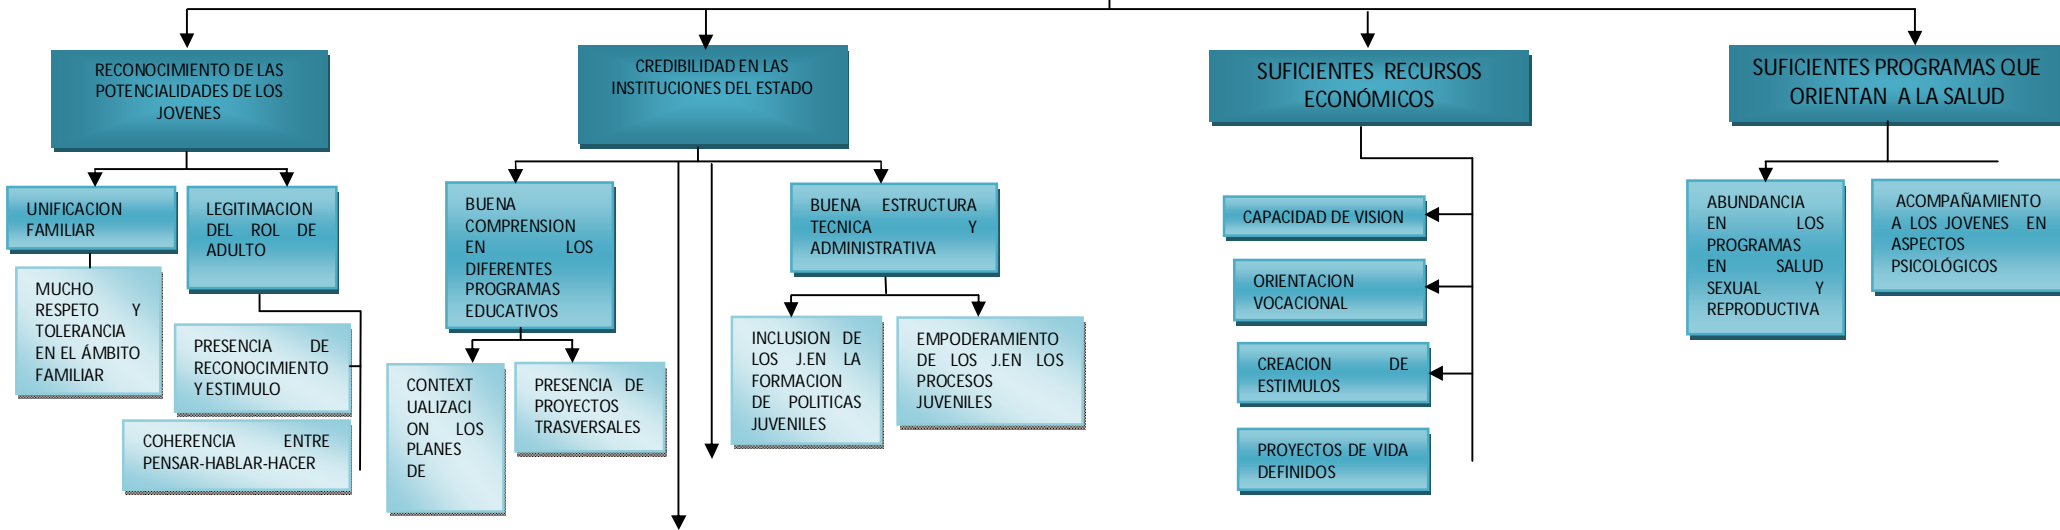 RECONOCIMIENTO DE LAS
POTENCIALIDADES DE LOS
JOVENES
CREDIBILIDAD EN LAS
INSTITUCIONES DEL ESTADO
SUFICIENTES RECURSOS
ECONÓMICOS
SUFICIENTES PROGRAMAS QUE
ORIENTAN A LA SALUD
UNIFICACION
FAMILIAR
LEGITIMACION
DEL ROL DE
ADULTO
MUCHO
RESPETO Y
TOLERANCIA
EN EL ÁMBITO
FAMILIAR
PRESENCIA DE
RECONOCIMIENTO
Y ESTIMULO
COHERENCIA ENTRE
PENSAR-HABLAR-HACER
BUENA
COMPRENSION
EN LOS
DIFERENTES
PROGRAMAS
EDUCATIVOS
CONTEXT
UALIZACI
ON LOS
PLANES
DE
PRESENCIA DE
PROYECTOS
TRASVERSALES
BUENA ESTRUCTURA
TECNICA Y
ADMINISTRATIVA
INCLUSION DE
LOS J.EN LA
FORMACION
DE POLITICAS
JUVENILES
EMPODERAMIENTO
DE LOS J.EN LOS
PROCESOS
JUVENILES
CAPACIDAD DE VISION
ORIENTACION
VOCACIONAL
CREACION DE
ESTIMULOS
PROYECTOS DE VIDA
DEFINIDOS
ABUNDANCIA
EN LOS
PROGRAMAS
EN SALUD
SEXUAL Y
REPRODUCTIVA
ACOMPAÑAMIENTO
A LOS JOVENES EN
ASPECTOS
PSICOLÓGICOS